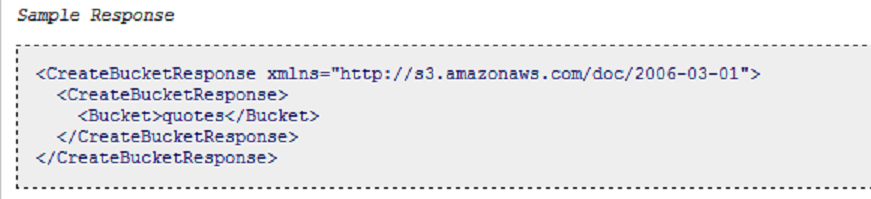 Sample Response
<CreateBucketResponse xmlns="http://s3.amazonaws.com/doc/2006-03-01">
<CreateBucketResponse>
<Bucket>quotes</Bucket>
</CreateBucketResponse>
</CreateBucketResponse>